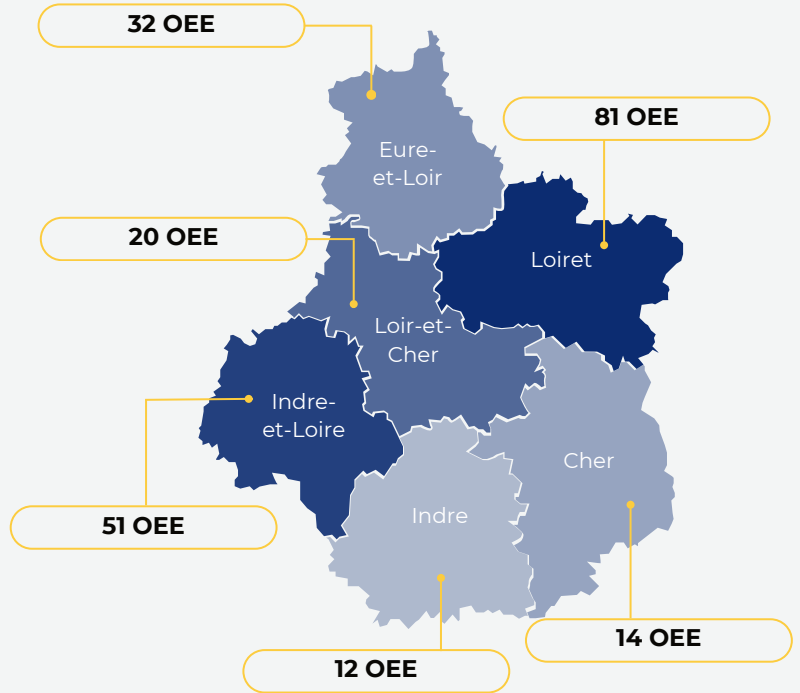 32 OEE
81 OEE
Eure-
et-Loir
20 OEE
Loiret
Loir-et-
Cher
Indre-
et-Loire
Cher
Indre
51 OEE
14 OEE
12 OEE